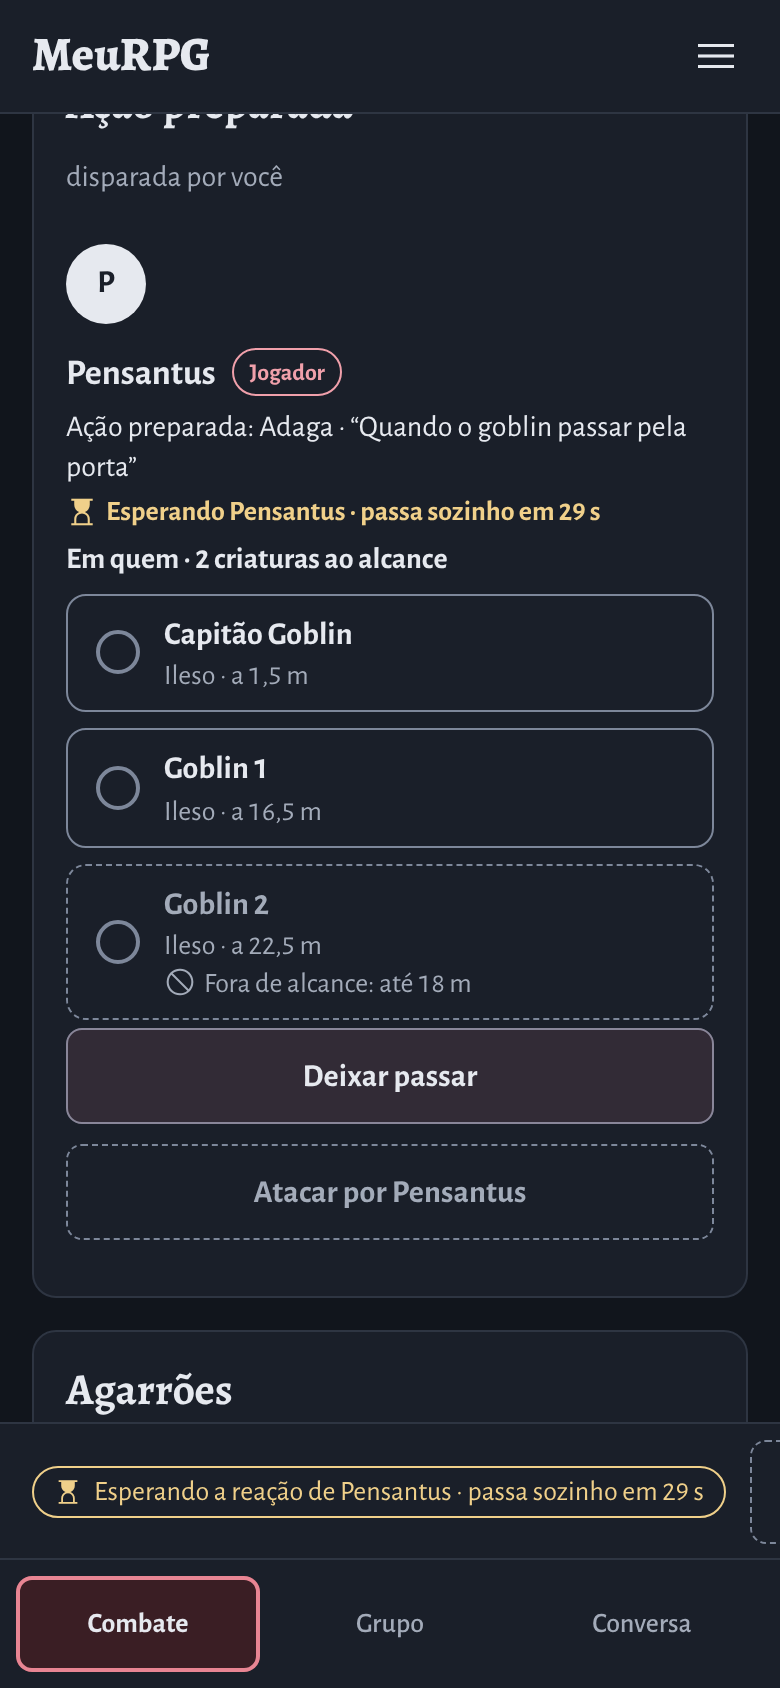 MeuRPG
Ação preparada
disparada por você
P
Pensantus
Jogador
Ação preparada: Adaga · “Quando o goblin passar pela
porta”
Esperando Pensantus · passa sozinho em 29 s
Em quem · 2 criaturas ao alcance
Capitão Goblin
Ileso · a 1,5 m
Goblin 1
Ileso · a 16,5 m
Goblin 2
Ileso · a 22,5 m
Fora de alcance: até 18 m
Deixar passar
Atacar por Pensantus
Agarrões
Esperando a reação de Pensantus · passa sozinho em 29 s
Combate
Grupo
Conversa